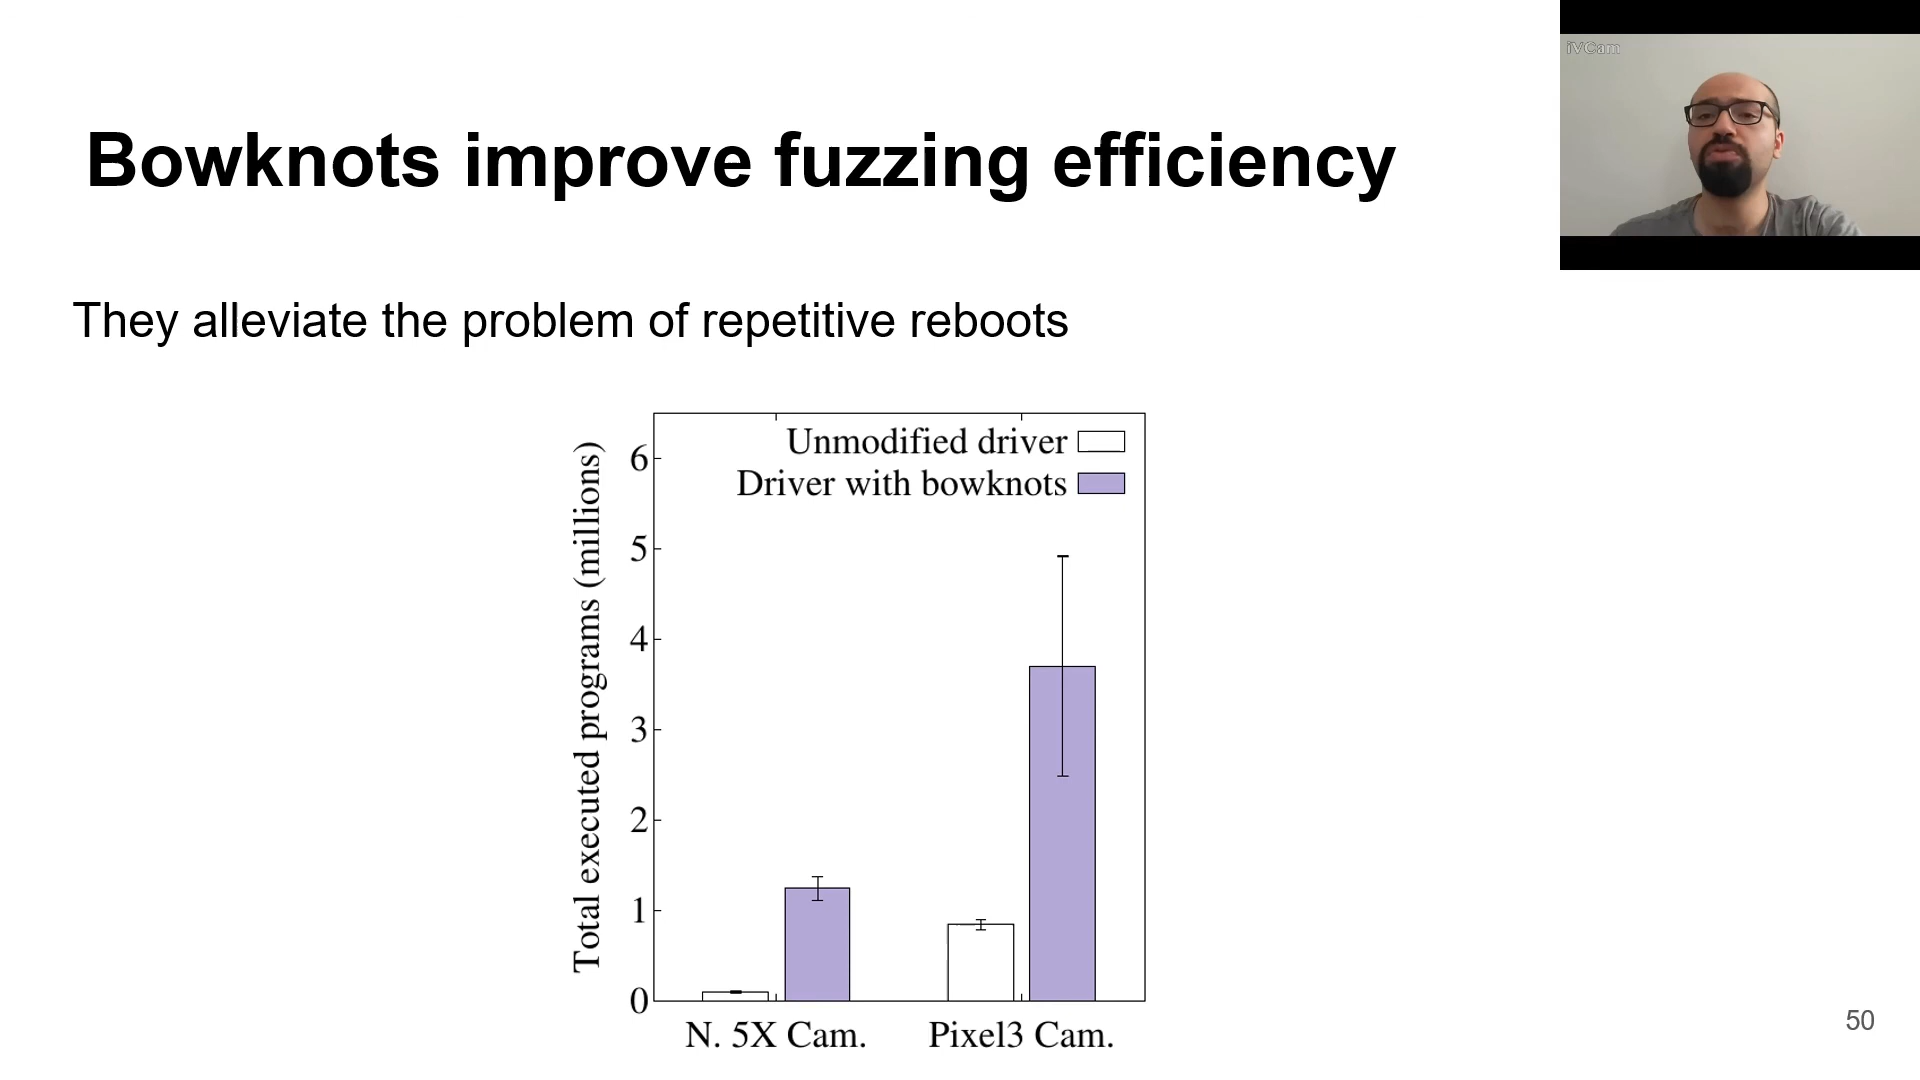 iVCam
Bowknots improve fuzzing efficiency
They alleviate the problem of repetitive reboots
Total executed programs (millions)
6
5
4
3
2
1
0
Unmodified driver
Driver with bowknots
N. 5X Cam.
Pixel3 Cam.
50